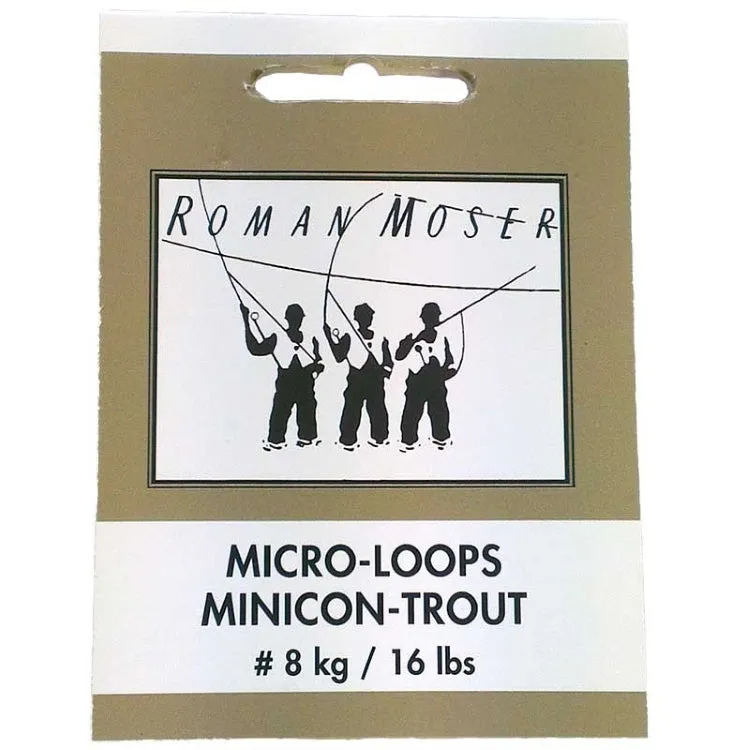 ROMAN MOSER
MICRO-LOOPS
MINICON-TROUT
# 8 kg / 16 lbs